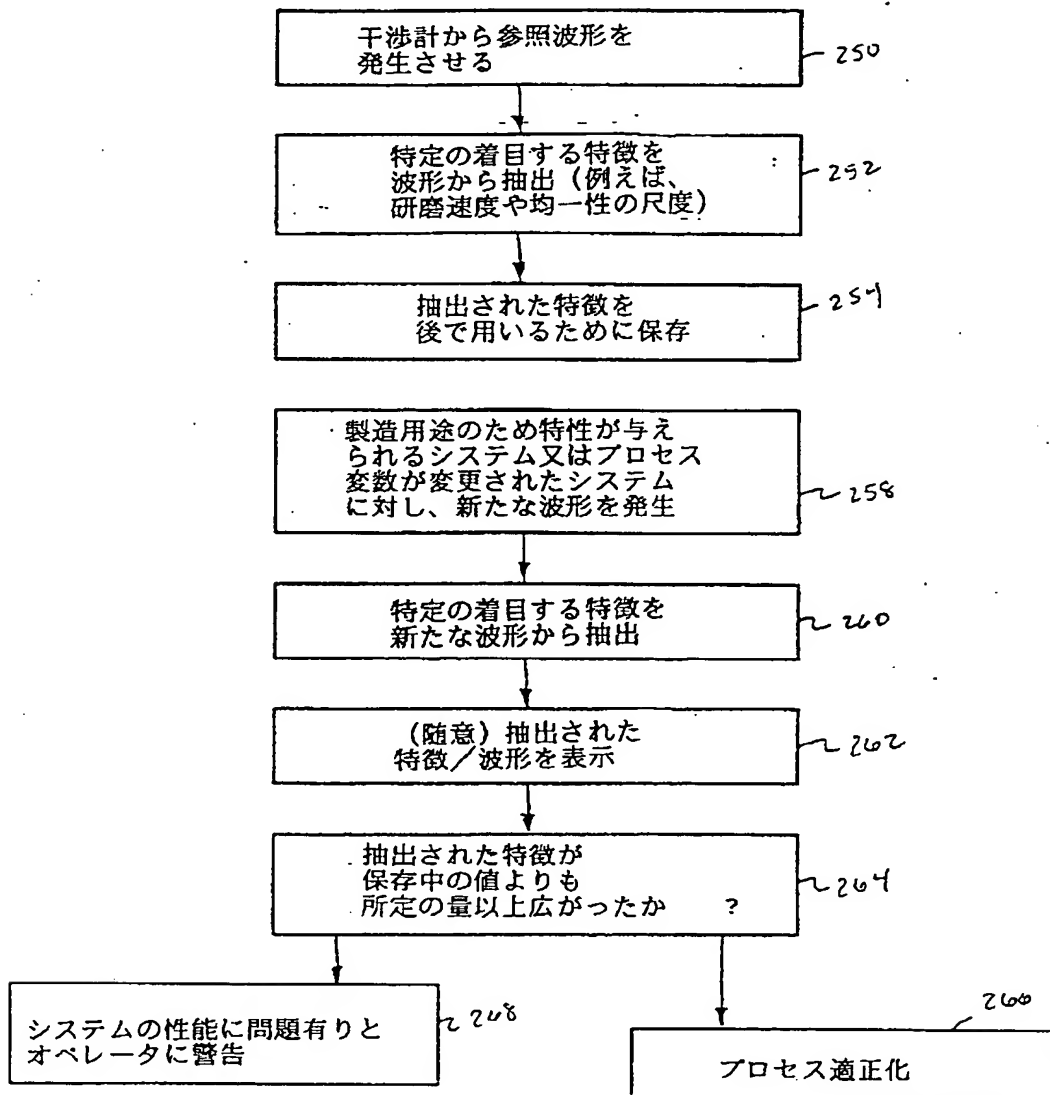 干渉計から参照波形を
発生させる
250
特定の着目する特徴を
波形から抽出(例えば、
研磨速度や均一性の尺度)
252
抽出された特徴を
後で用いるために保存
254
製造用途のため特性が与え
られるシステム又はプロセス
変数が変更されたシステム
に対し、新たな波形を発生
258
特定の着目する特徴を
新たな波形から抽出
260
(随意)抽出された
特徴/波形を表示
262
抽出された特徴が
保存中の値よりも
所定の量以上広がったか ?
264
システムの性能に問題有りと
オペレータに警告
268
プロセス適正化
266